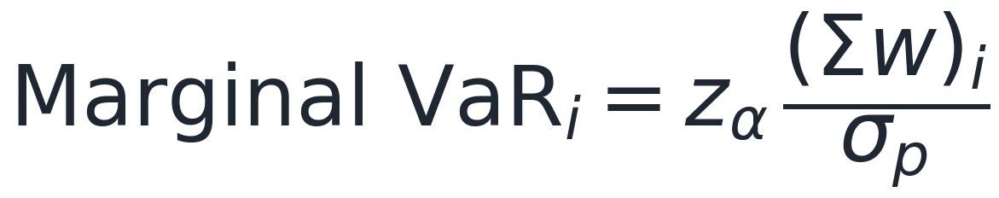 Marginal VaR_i = z_α (Σw)_i / σ_p